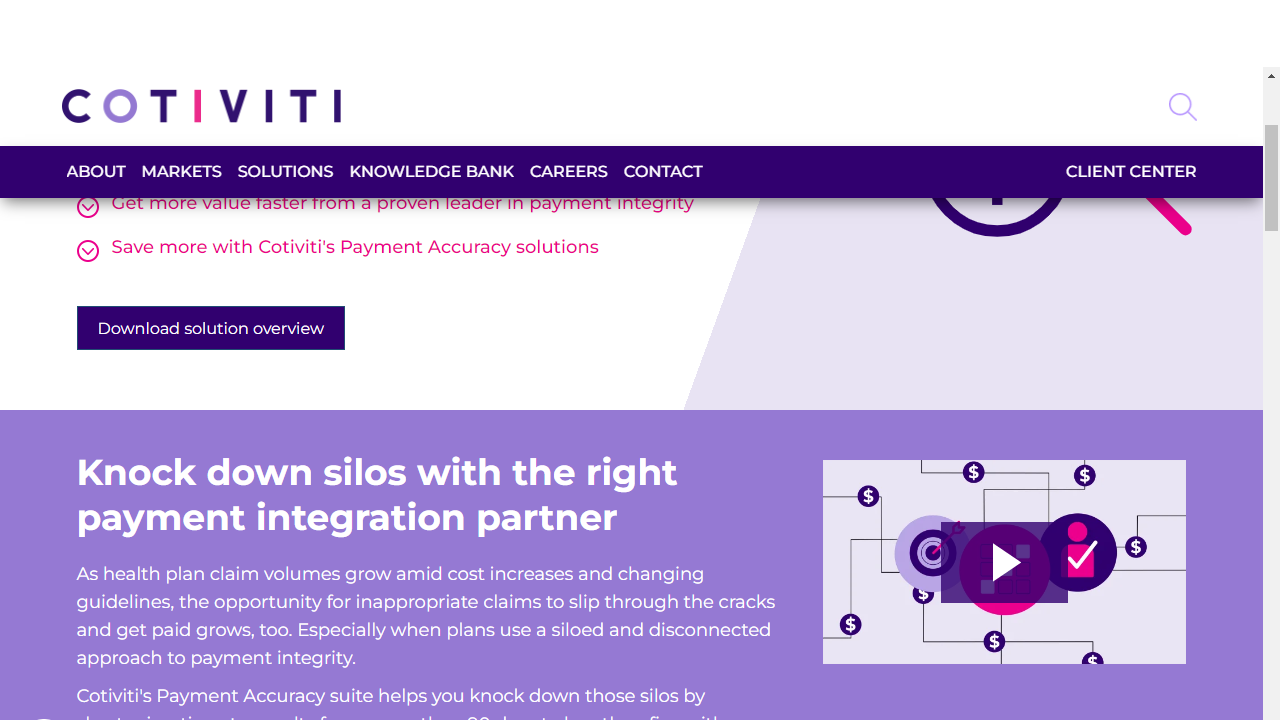 COTIVITI
ABOUT MARKETS SOLUTIONS KNOWLEDGE BANK CAREERS CONTACT CLIENT CENTER
Get more value faster from a proven leader in payment integrity
Save more with Cotiviti's Payment Accuracy solutions
Download solution overview
Knock down silos with the right
payment integration partner
As health plan claim volumes grow amid cost increases and changing
guidelines, the opportunity for inappropriate claims to slip through the cracks
and get paid grows, too. Especially when plans use a siloed and disconnected
approach to payment integrity.
Cotiviti's Payment Accuracy suite helps you knock down those silos by